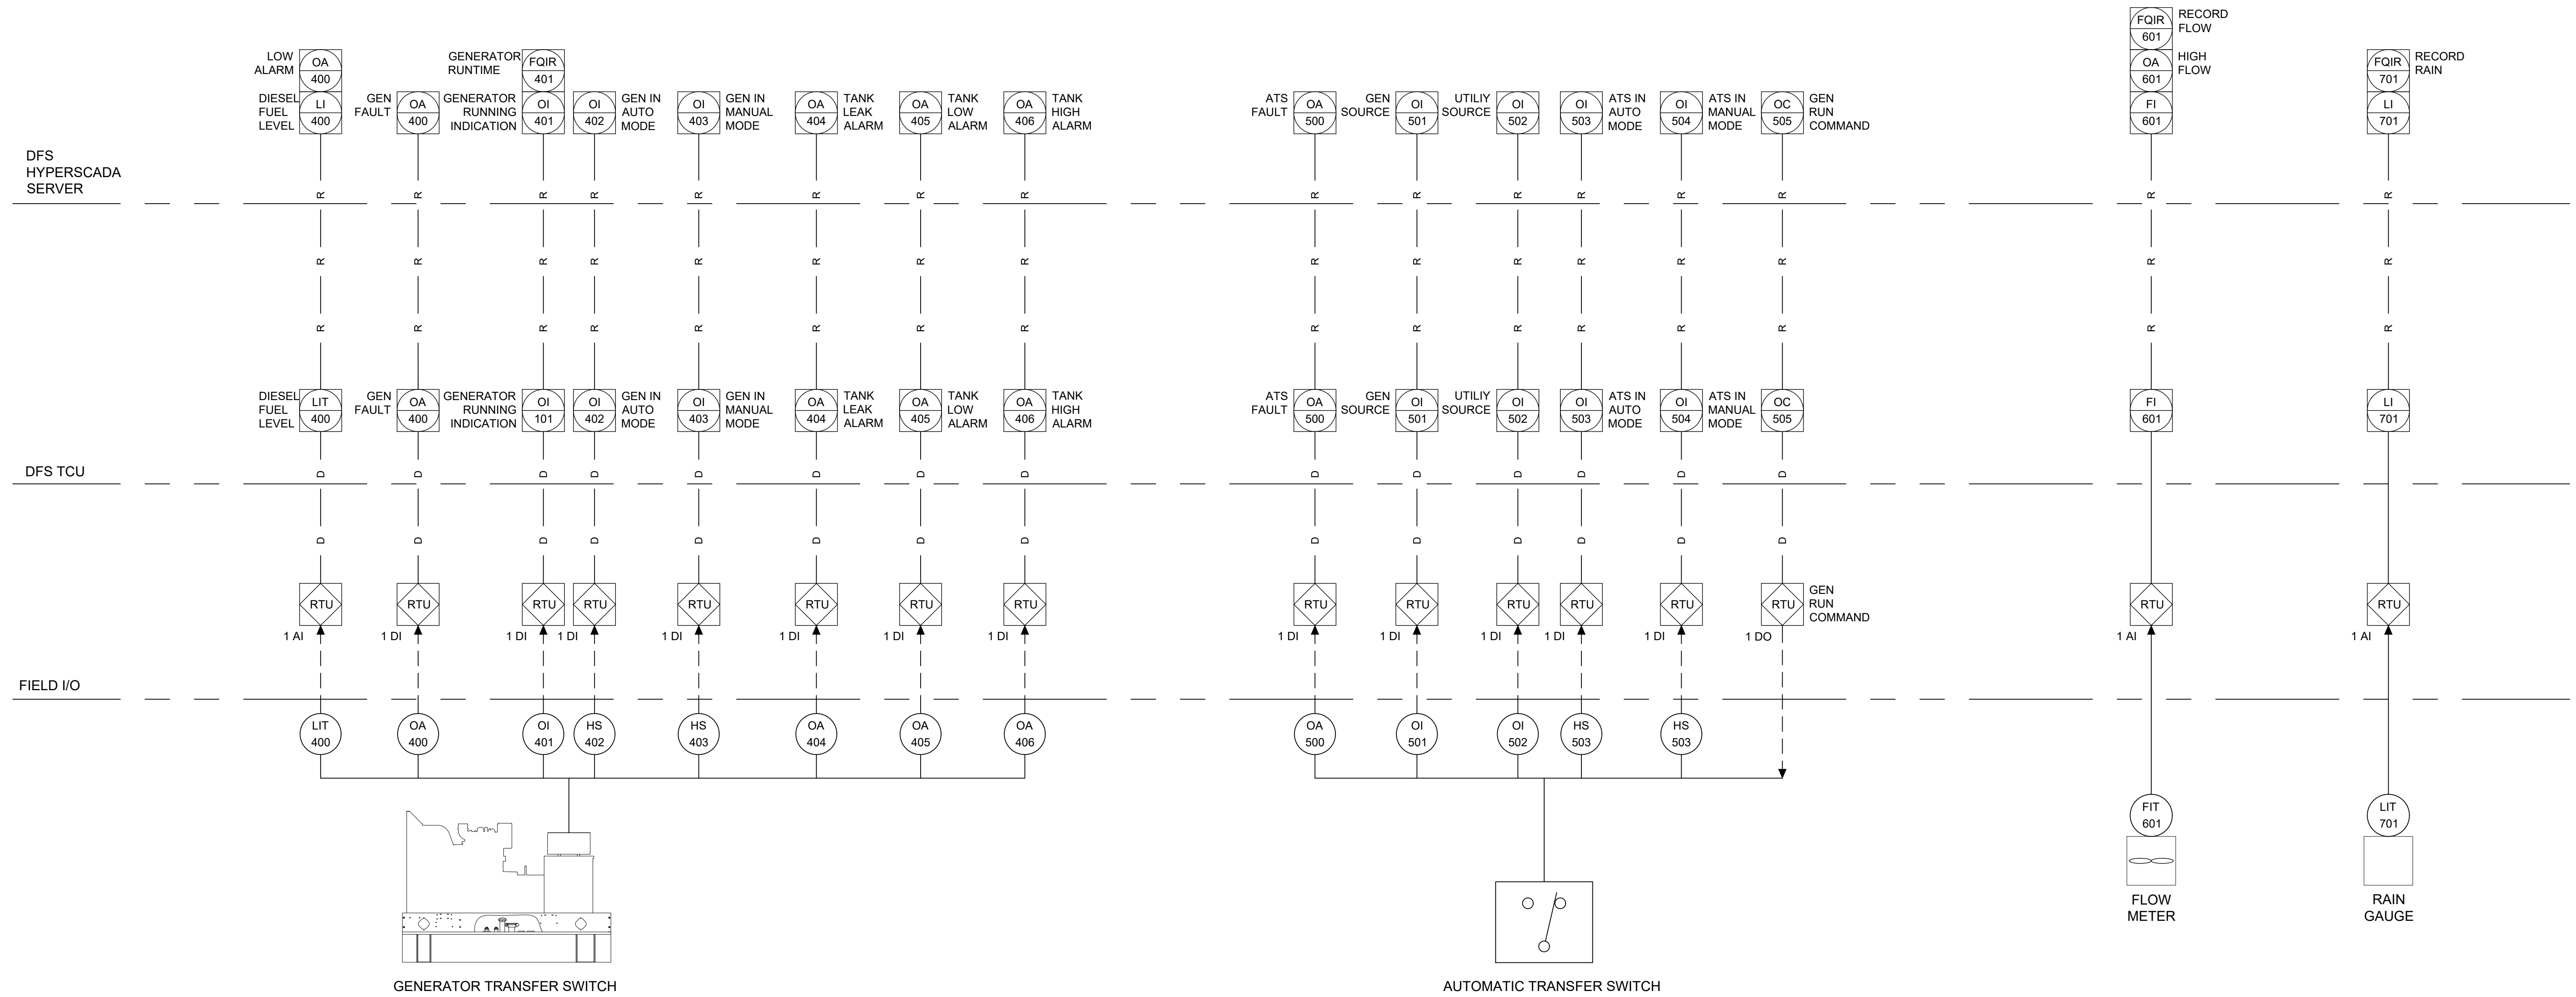 FQIR
601
RECORD
FLOW
LOW
ALARM
OA
400
GENERATOR
RUNTIME
FQIR
401
OA
601
HIGH
FLOW
FQIR
701
RECORD
RAIN
DIESEL
FUEL
LEVEL
LI
400
GEN
FAULT
OA
400
GENERATOR
RUNNING
INDICATION
OI
401
OI
402
GEN IN
AUTO
MODE
OI
403
GEN IN
MANUAL
MODE
OA
404
TANK
LEAK
ALARM
OA
405
TANK
LOW
ALARM
OA
406
TANK
HIGH
ALARM
ATS
FAULT
OA
500
GEN
SOURCE
OI
501
UTILIY
SOURCE
OI
502
OI
503
ATS IN
AUTO
MODE
OI
504
ATS IN
MANUAL
MODE
OC
505
GEN
RUN
COMMAND
FI
601
LI
701
DFS
HYPERSCADA
SERVER
R R R R R R R R R R R R R R R R
R R R R R R R R R R R R R R R R
R R R R R R R R R R R R R R R R
DIESEL
FUEL
LEVEL
LIT
400
GEN
FAULT
OA
400
GENERATOR
RUNNING
INDICATION
OI
101
OI
402
GEN IN
AUTO
MODE
OI
403
GEN IN
MANUAL
MODE
OA
404
TANK
LEAK
ALARM
OA
405
TANK
LOW
ALARM
OA
406
TANK
HIGH
ALARM
ATS
FAULT
OA
500
GEN
SOURCE
OI
501
UTILIY
SOURCE
OI
502
OI
503
ATS IN
AUTO
MODE
OI
504
ATS IN
MANUAL
MODE
OC
505
FI
601
LI
701
DFS TCU
D D D D D D D D D D D D D D
D D D D D D D D D D D D D D
RTU
1 AI
RTU
1 DI
RTU
1 DI
RTU
1 DI
RTU
1 DI
RTU
1 DI
RTU
1 DI
RTU
1 DI
RTU
1 DI
RTU
1 DI
RTU
1 DI
RTU
1 DI
RTU
1 DI
RTU
1 DO
GEN
RUN
COMMAND
RTU
1 AI
RTU
1 AI
FIELD I/O
LIT
400
OA
400
OI
401
HS
402
HS
403
OA
404
OA
405
OA
406
OA
500
OI
501
OI
502
HS
503
HS
503
FIT
601
LIT
701
FLOW
METER
RAIN
GAUGE
GENERATOR TRANSFER SWITCH
AUTOMATIC TRANSFER SWITCH